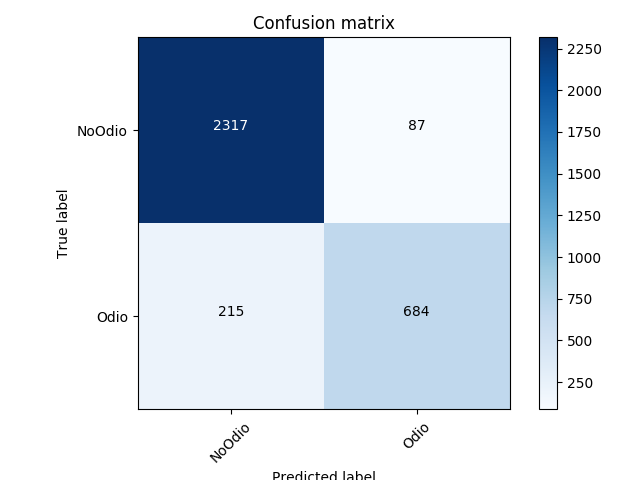 Confusion matrix
NoOdio
2317
87
True label
Odio
215
684
NoOdio
Odio
Predicted label
2250
2000
1750
1500
1250
1000
750
500
250